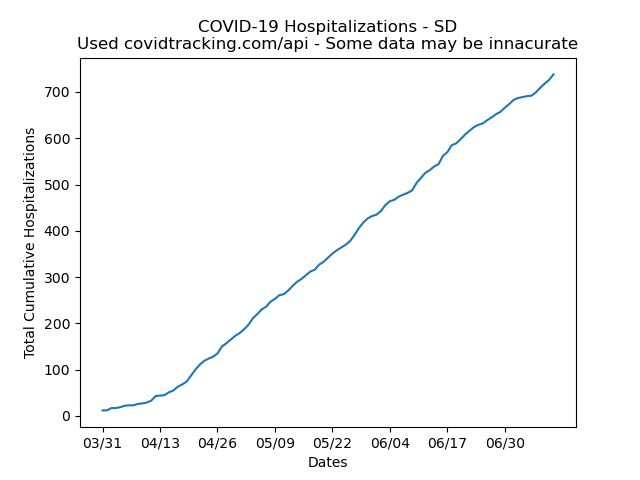 COVID-19 Hospitalizations - SD
Used covidtracking.com/api - Some data may be innacurate
Total Cumulative Hospitalizations
700
600
500
400
300
200
100
0
03/31 04/13 04/26 05/09 05/22 06/04 06/17 06/30
Dates